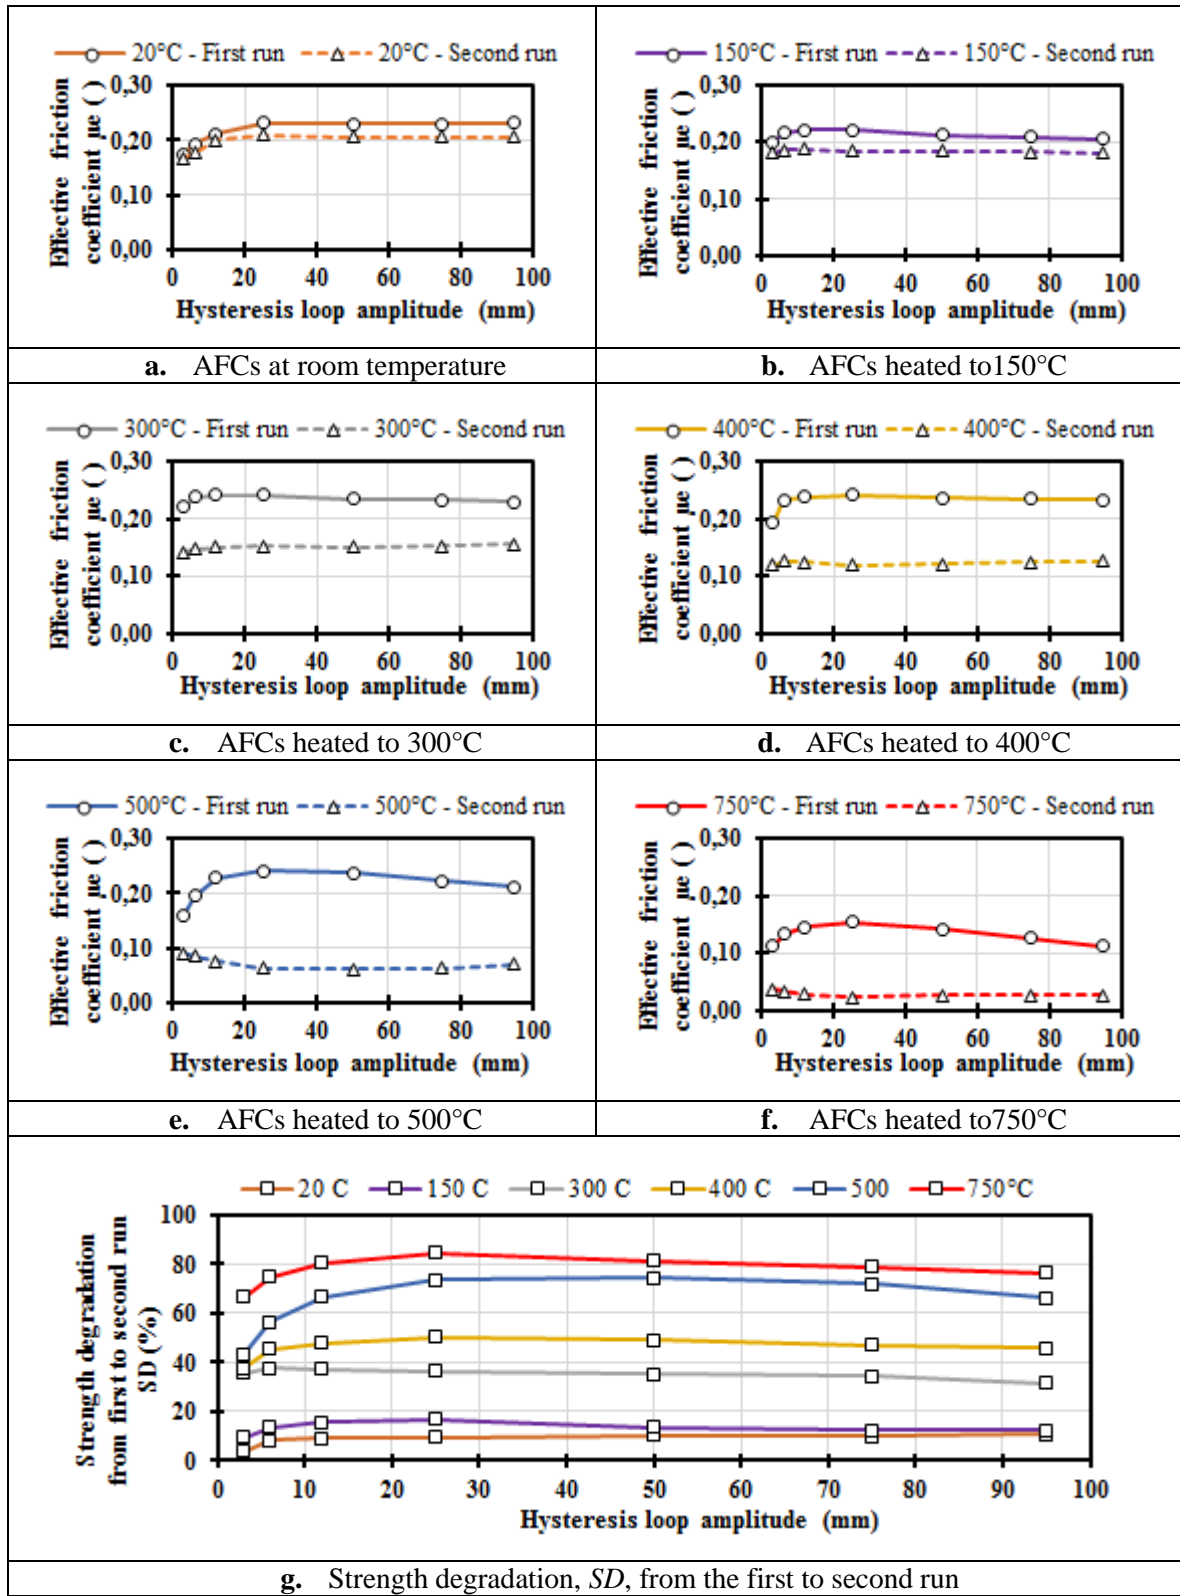 20°C - First run 20°C - Second run
Effective friction
coefficient μe ( )
0,30
0,20
0,10
0,00
0 20 40 60 80 100
Hysteresis loop amplitude (mm)
a. AFCs at room temperature
150°C - First run 150°C - Second run
Effective friction
coefficient μe ( )
0,30
0,20
0,10
0,00
0 20 40 60 80 100
Hysteresis loop amplitude (mm)
b. AFCs heated to150°C
300°C - First run 300°C - Second run
Effective friction
coefficient μe ( )
0,30
0,20
0,10
0,00
0 20 40 60 80 100
Hysteresis loop amplitude (mm)
c. AFCs heated to 300°C
400°C - First run 400°C - Second run
Effective friction
coefficient μe ( )
0,30
0,20
0,10
0,00
0 20 40 60 80 100
Hysteresis loop amplitude (mm)
d. AFCs heated to 400°C
500°C - First run 500°C - Second run
Effective friction
coefficient μe ( )
0,30
0,20
0,10
0,00
0 20 40 60 80 100
Hysteresis loop amplitude (mm)
e. AFCs heated to 500°C
750°C - First run 750°C - Second run
Effective friction
coefficient μe ( )
0,30
0,20
0,10
0,00
0 20 40 60 80 100
Hysteresis loop amplitude (mm)
f. AFCs heated to750°C
20 C 150 C 300 C 400 C 500 750°C
Strength degradation
from first to second run
SD (%)
100
80
60
40
20
0
0 10 20 30 40 50 60 70 80 90 100
Hysteresis loop amplitude (mm)
g. Strength degradation, SD, from the first to second run